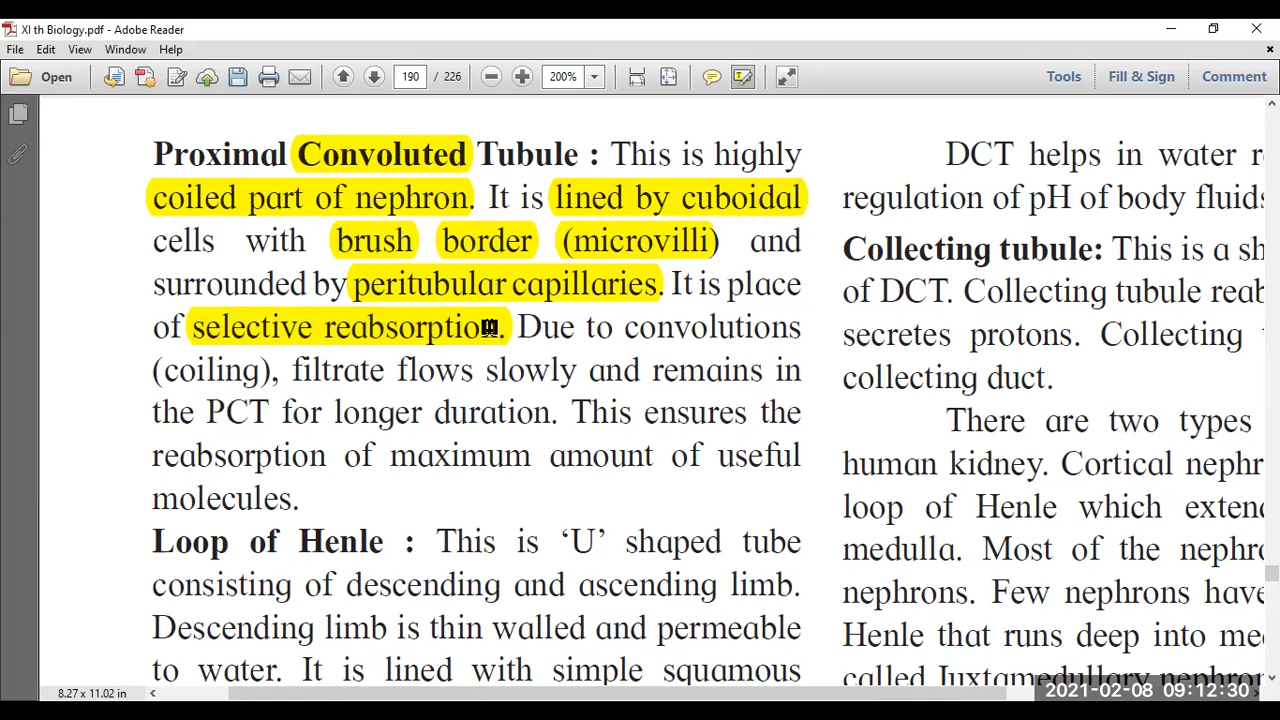 XI th Biology.pdf - Adobe Reader
File Edit View Window Help
Open 190 / 226 200% Tools Fill & Sign Comment
Proximal Convoluted Tubule : This is highly
coiled part of nephron. It is lined by cuboidal
cells with brush border (microvilli) and
surrounded by peritubular capillaries. It is place
of selective reabsorption. Due to convolutions
(coiling), filtrate flows slowly and remains in
the PCT for longer duration. This ensures the
reabsorption of maximum amount of useful
molecules.
Loop of Henle : This is ‘U’ shaped tube
consisting of descending and ascending limb.
Descending limb is thin walled and permeable
to water. It is lined with simple squamous
DCT helps in water r
regulation of pH of body fluids
Collecting tubule: This is a sh
of DCT. Collecting tubule reab
secretes protons. Collecting
collecting duct.
There are two types
human kidney. Cortical nephr
loop of Henle which extend
medulla. Most of the nephro
nephrons. Few nephrons have
Henle that runs deep into me
called Juxtamedullary nephron
8.27 x 11.02 in
2021-02-08 09:12:30